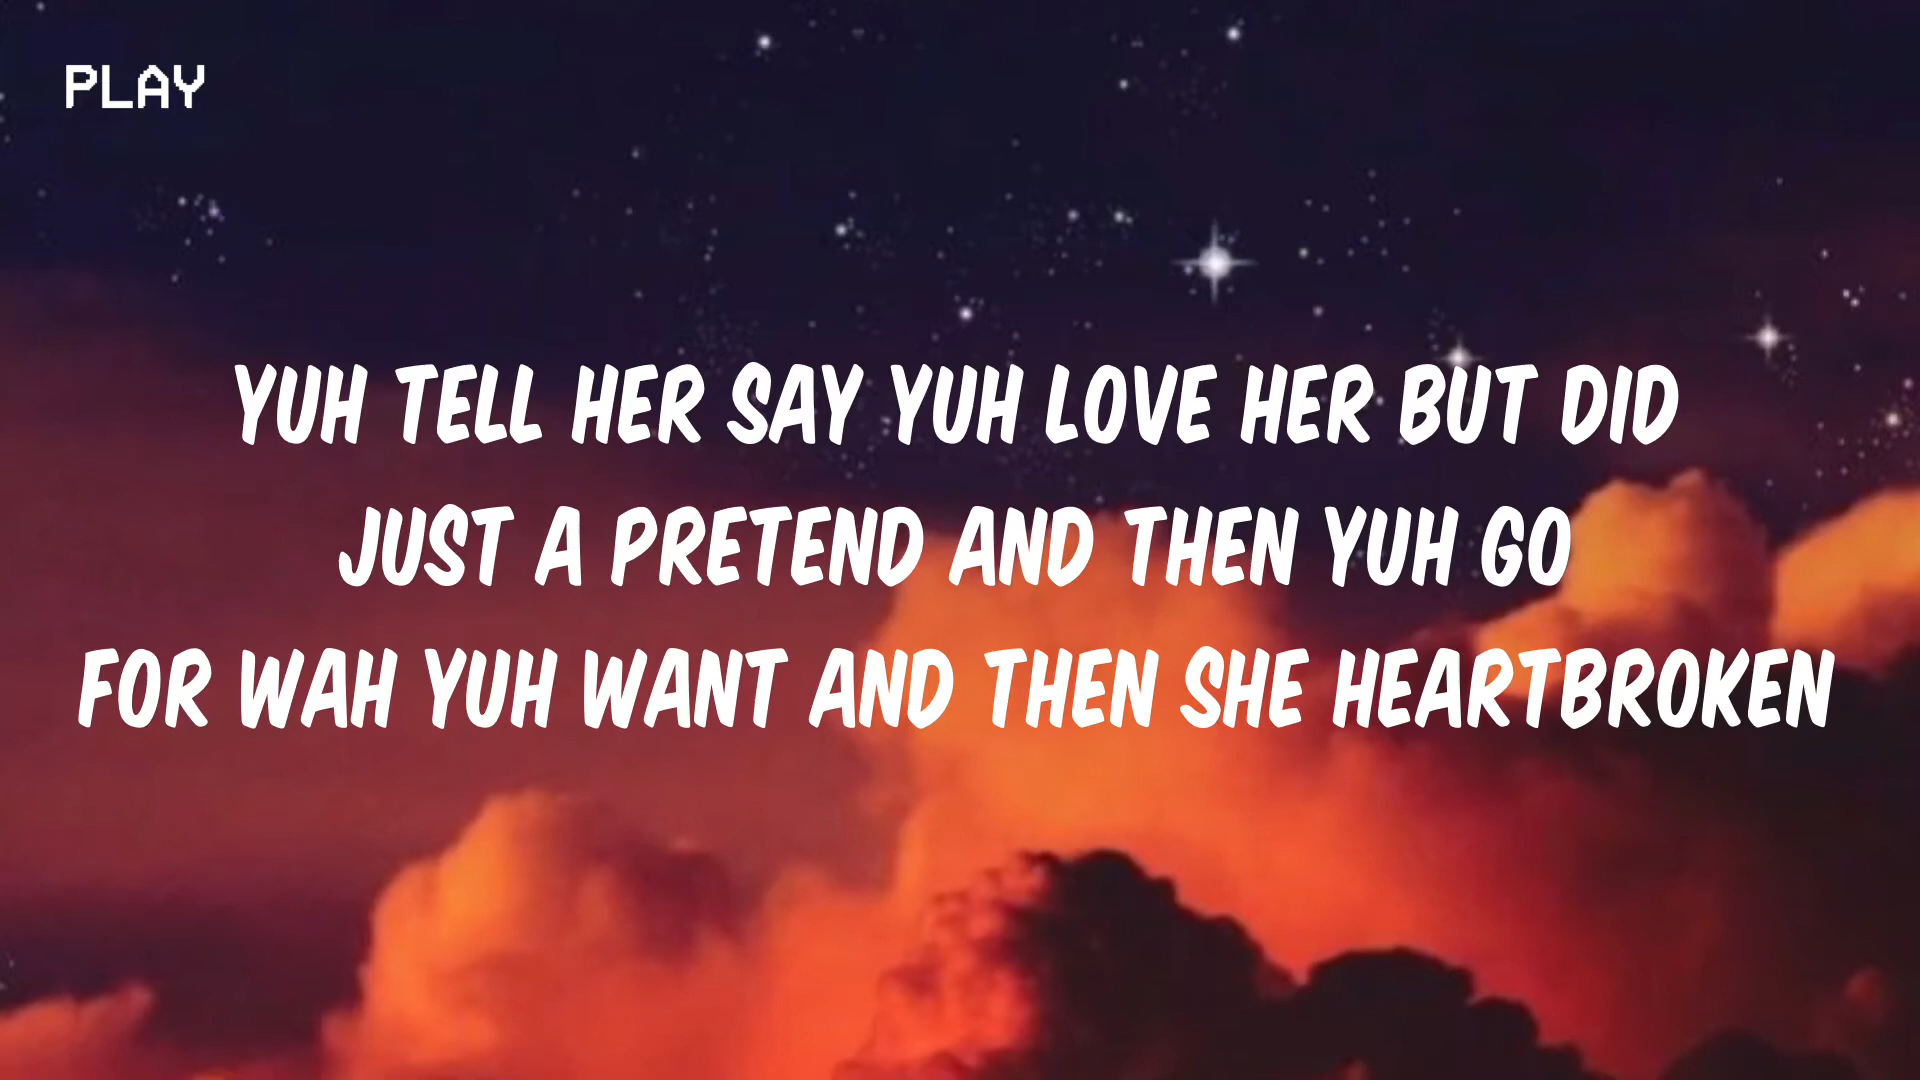 PLAY
YUH TELL HER SAY YUH LOVE HER BUT DID
JUST A PRETEND AND THEN YUH GO
FOR WAH YUH WANT AND THEN SHE HEARTBROKEN